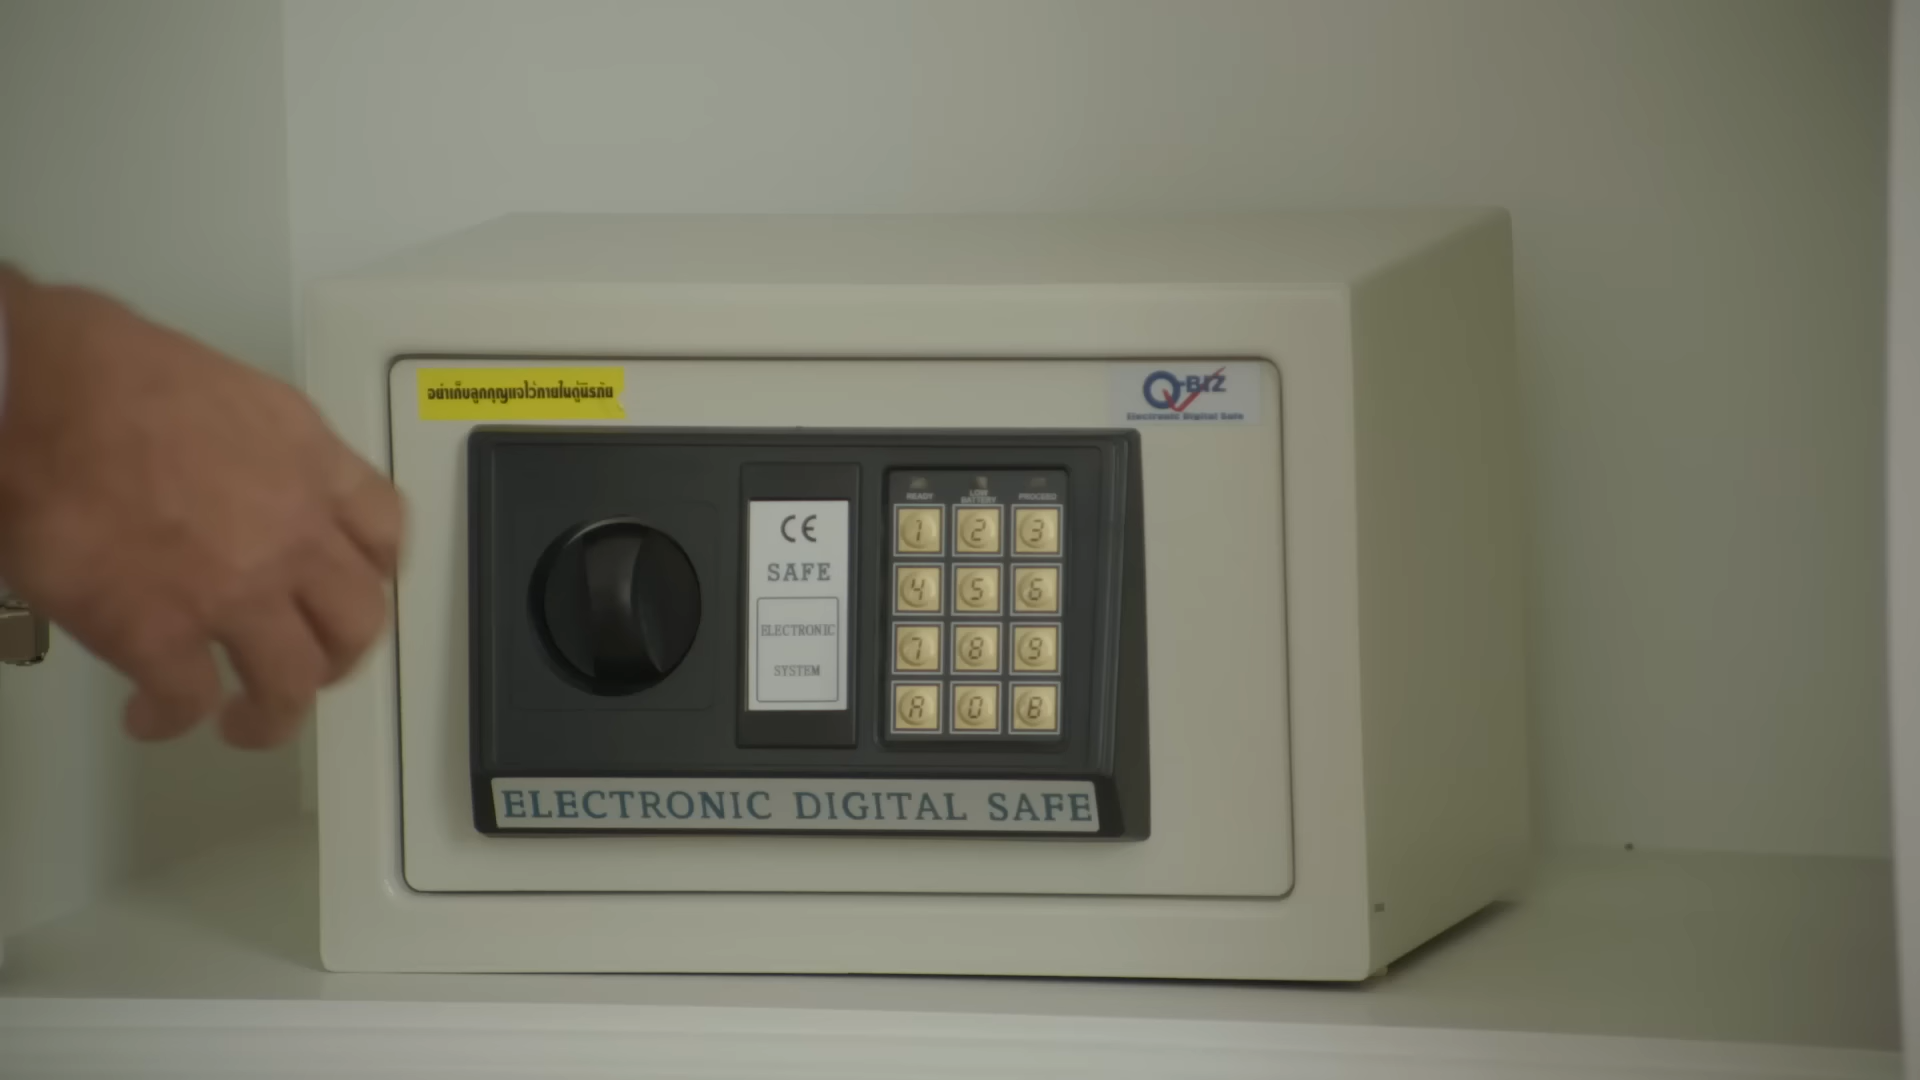 อย่าเก็บลูกกุญแจไว้ภายในตู้นิรภัย
Q-BIZ
Electronic Digital Safe
CE
SAFE
ELECTRONIC
SYSTEM
READY LOW BATTERY PROCEED
1 2 3
4 5 6
7 8 9
A 0 B
ELECTRONIC DIGITAL SAFE